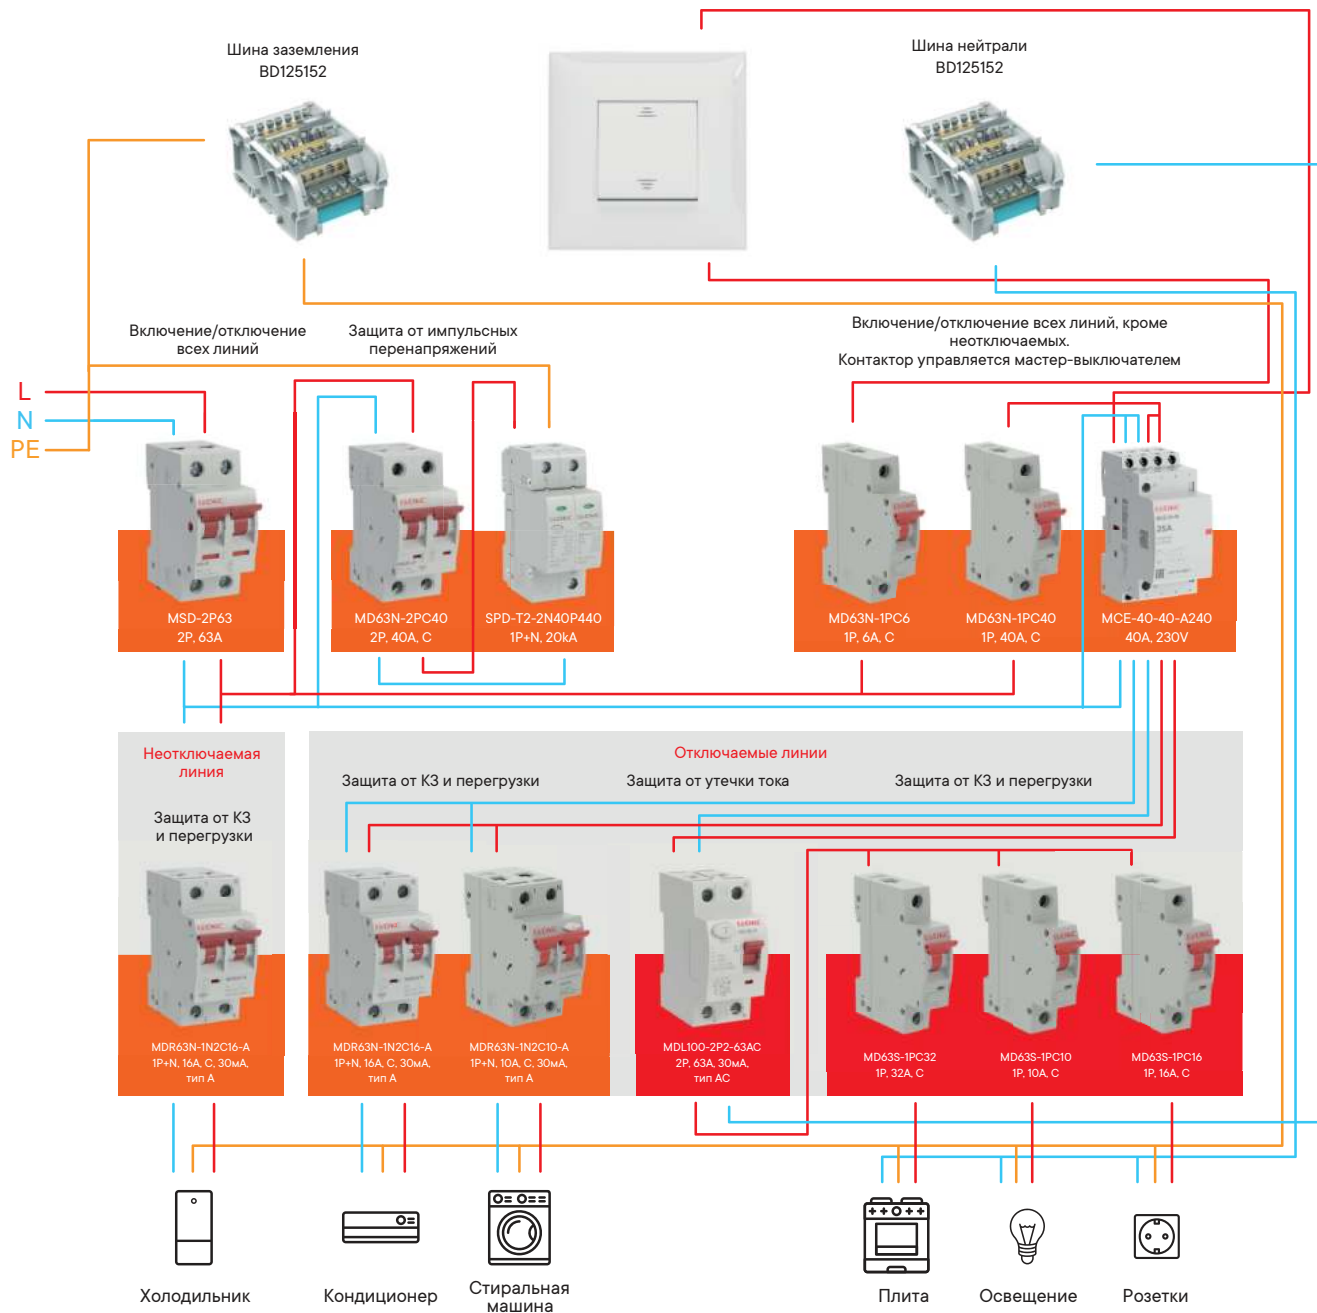 Шина заземления
BD125152
Шина нейтрали
BD125152
Включение/отключение
всех линий
Защита от импульсных
перенапряжений
Включение/отключение всех линий, кроме
неотключаемых.
Контактор управляется мастер-выключателем
L
N
PE
MSD-2P63
2P, 63A
MD63N-2PC40
2P, 40A, C
SPD-T2-2N40P440
1P+N, 20kA
MD63N-1PC6
1P, 6A, C
MD63N-1PC40
1P, 40A, C
25A
MCE-40-40-A240
40A, 230V
Неотключаемая
линия
Защита от КЗ
и перегрузки
Отключаемые линии
Защита от КЗ и перегрузки
Защита от утечки тока
Защита от КЗ и перегрузки
MDR63N-1N2C16-A
1P+N, 16A, C, 30мА,
тип А
MDR63N-1N2C16-A
1P+N, 16A, C, 30мА,
тип А
MDR63N-1N2C10-A
1P+N, 10A, C, 30мА,
тип А
MDL100-2P2-63AC
2P, 63A, 30мА,
тип АС
MD63S-1PC32
1P, 32A, C
MD63S-1PC10
1P, 10A, C
MD63S-1PC16
1P, 16A, C
Холодильник
Кондиционер
Стиральная
машина
Плита
Освещение
Розетки